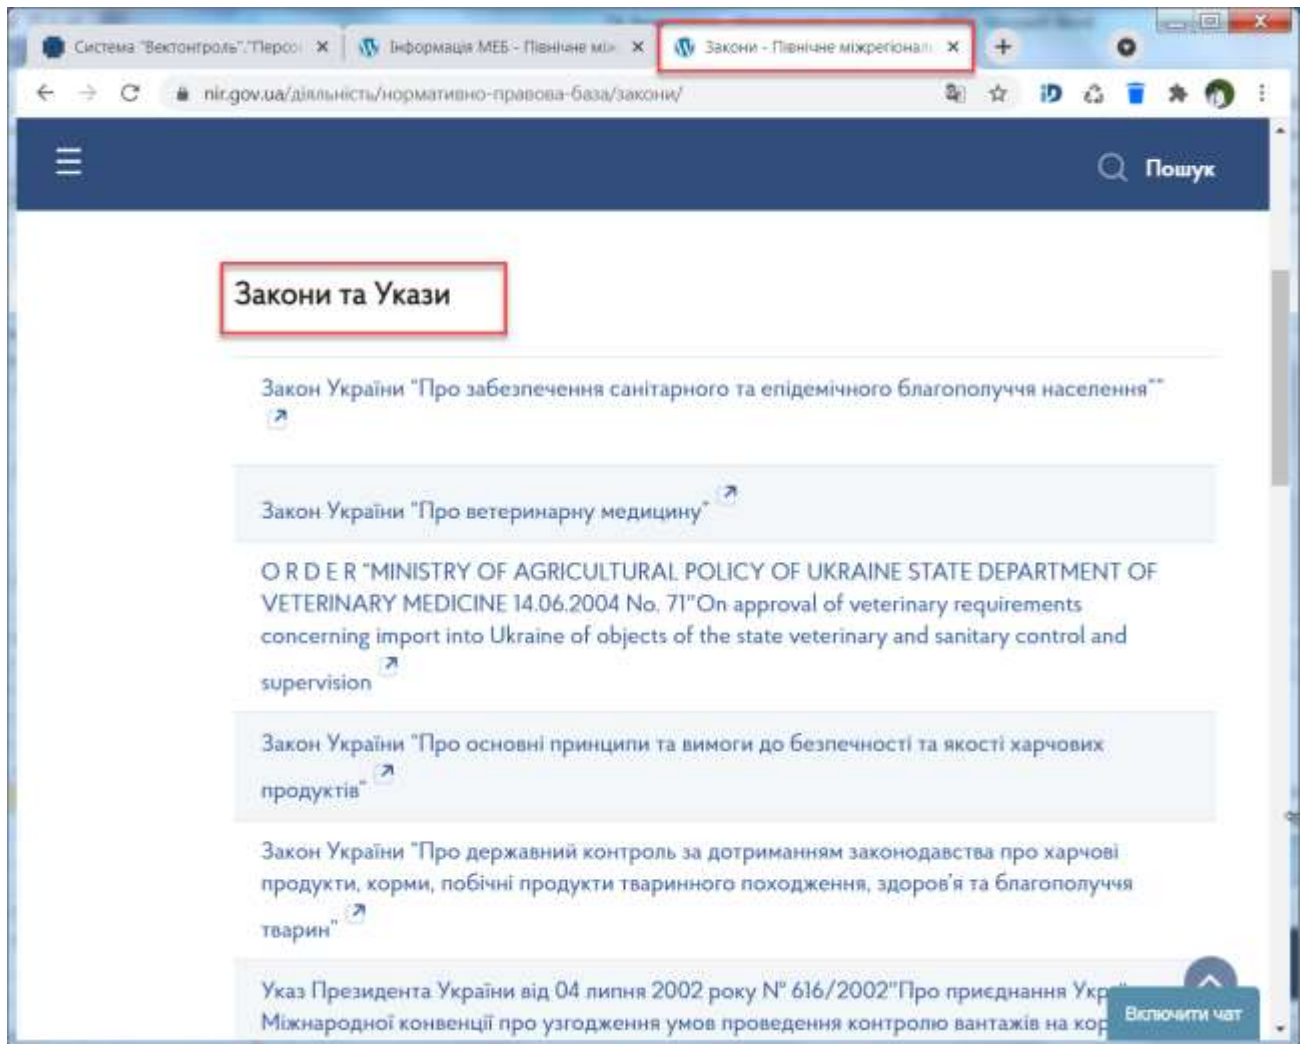 Система "Вектонтроль"."Персо
Інформація МЕБ - Північне між
Закони - Північне міжрегіонал
nir.gov.ua/діяльність/нормативно-правова-база/закони/
Пошук
Закони та Укази
Закон України "Про забезпечення санітарного та епідемічного благополуччя населення""
Закон України "Про ветеринарну медицину"
O R D E R "MINISTRY OF AGRICULTURAL POLICY OF UKRAINE STATE DEPARTMENT OF
VETERINARY MEDICINE 14.06.2004 No. 71"On approval of veterinary requirements
concerning import into Ukraine of objects of the state veterinary and sanitary control and
supervision
Закон України "Про основні принципи та вимоги до безпечності та якості харчових
продуктів"
Закон України "Про державний контроль за дотриманням законодавства про харчові
продукти, корми, побічні продукти тваринного походження, здоров'я та благополуччя
тварин"
Указ Президента України від 04 липня 2002 року № 616/2002"Про приєднання Укр
Міжнародної конвенції про узгодження умов проведення контролю вантажів на кор
Включити чат